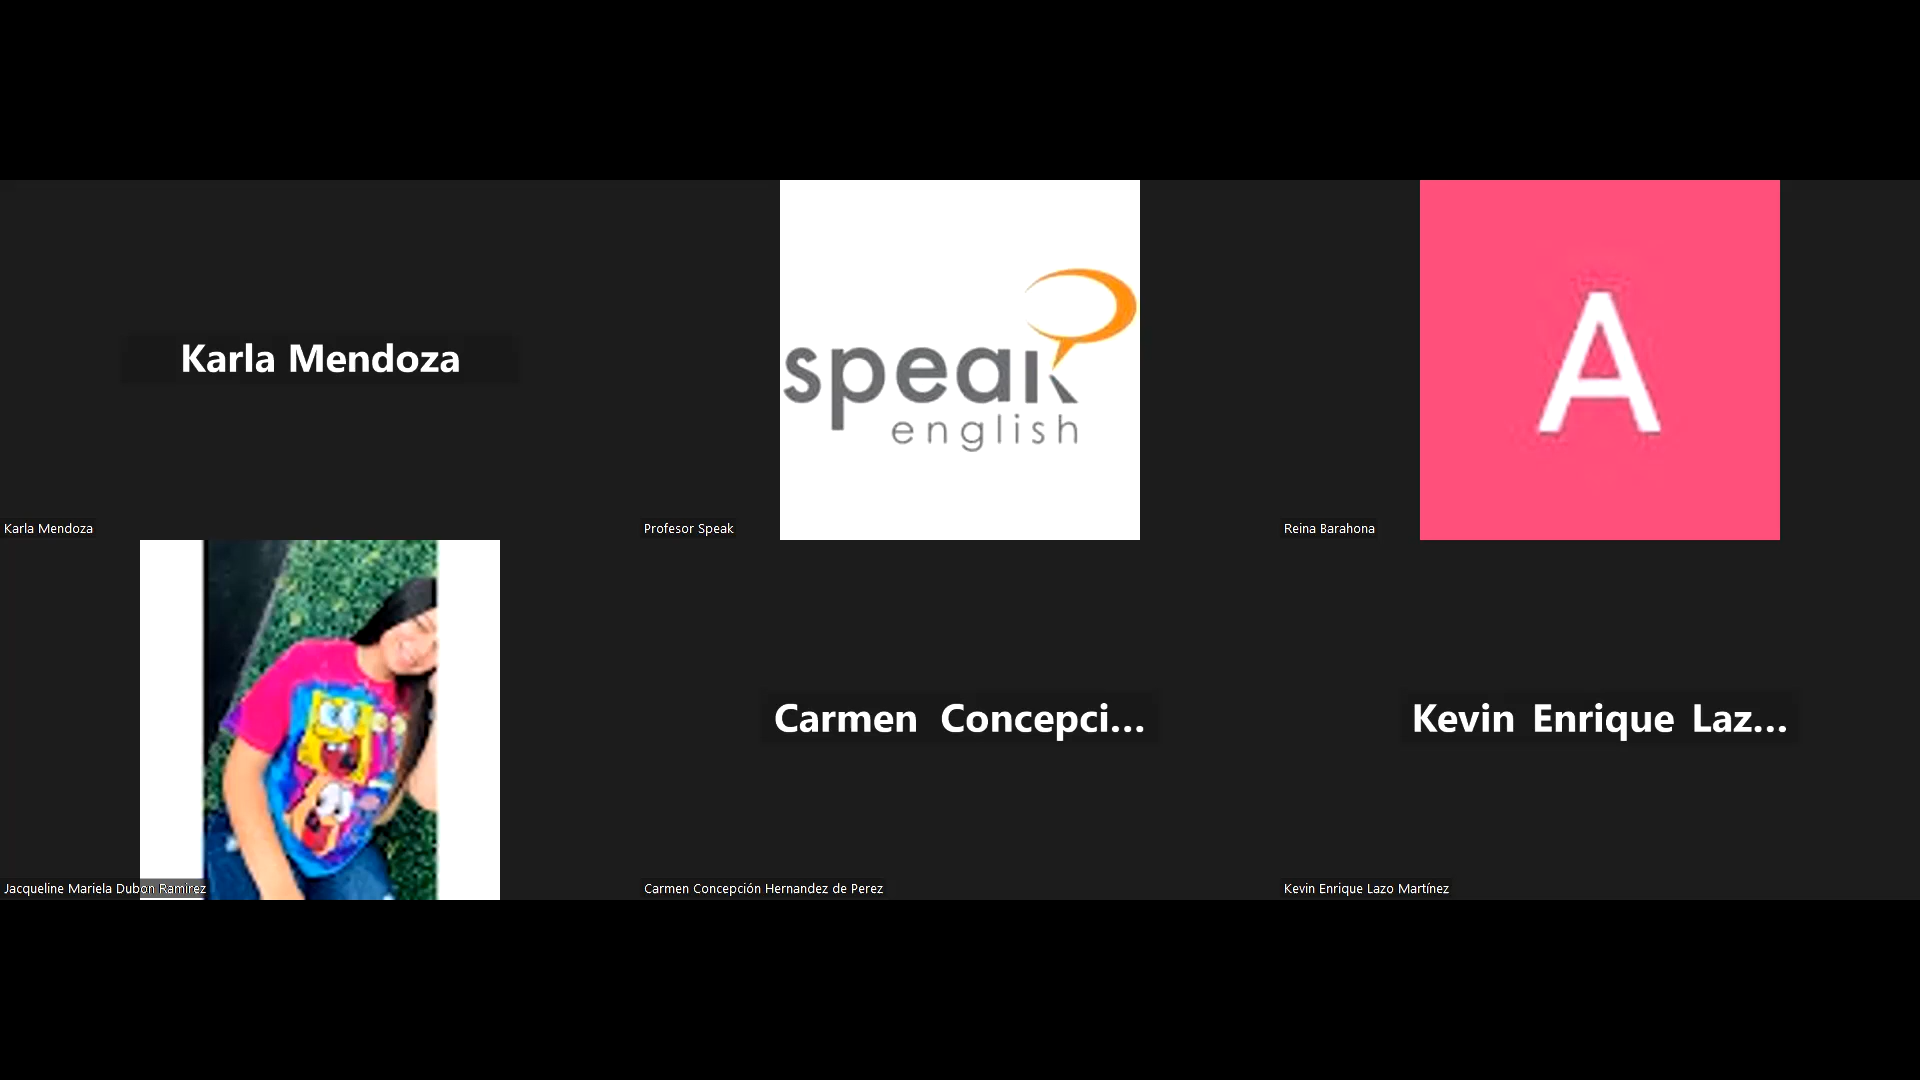 Karla Mendoza
Karla Mendoza
speak
english
Profesor Speak
A
Reina Barahona
Jacqueline Mariela Dubon Ramirez
Carmen Concepci...
Carmen Concepción Hernandez de Perez
Kevin Enrique Laz...
Kevin Enrique Lazo Martínez